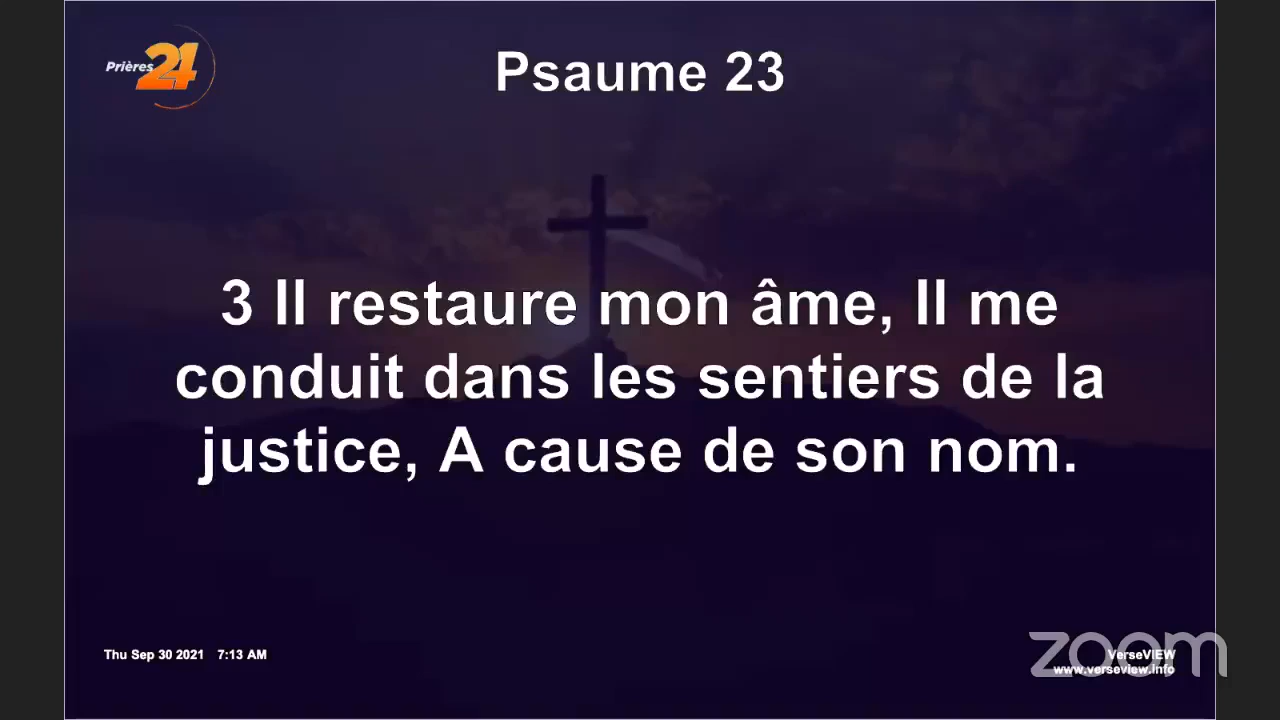 Prières 24
Psaume 23
3 Il restaure mon âme, Il me
conduit dans les sentiers de la
justice, A cause de son nom.
Thu Sep 30 2021 7:13 AM
zoom
VerseVIEW
www.verseview.info